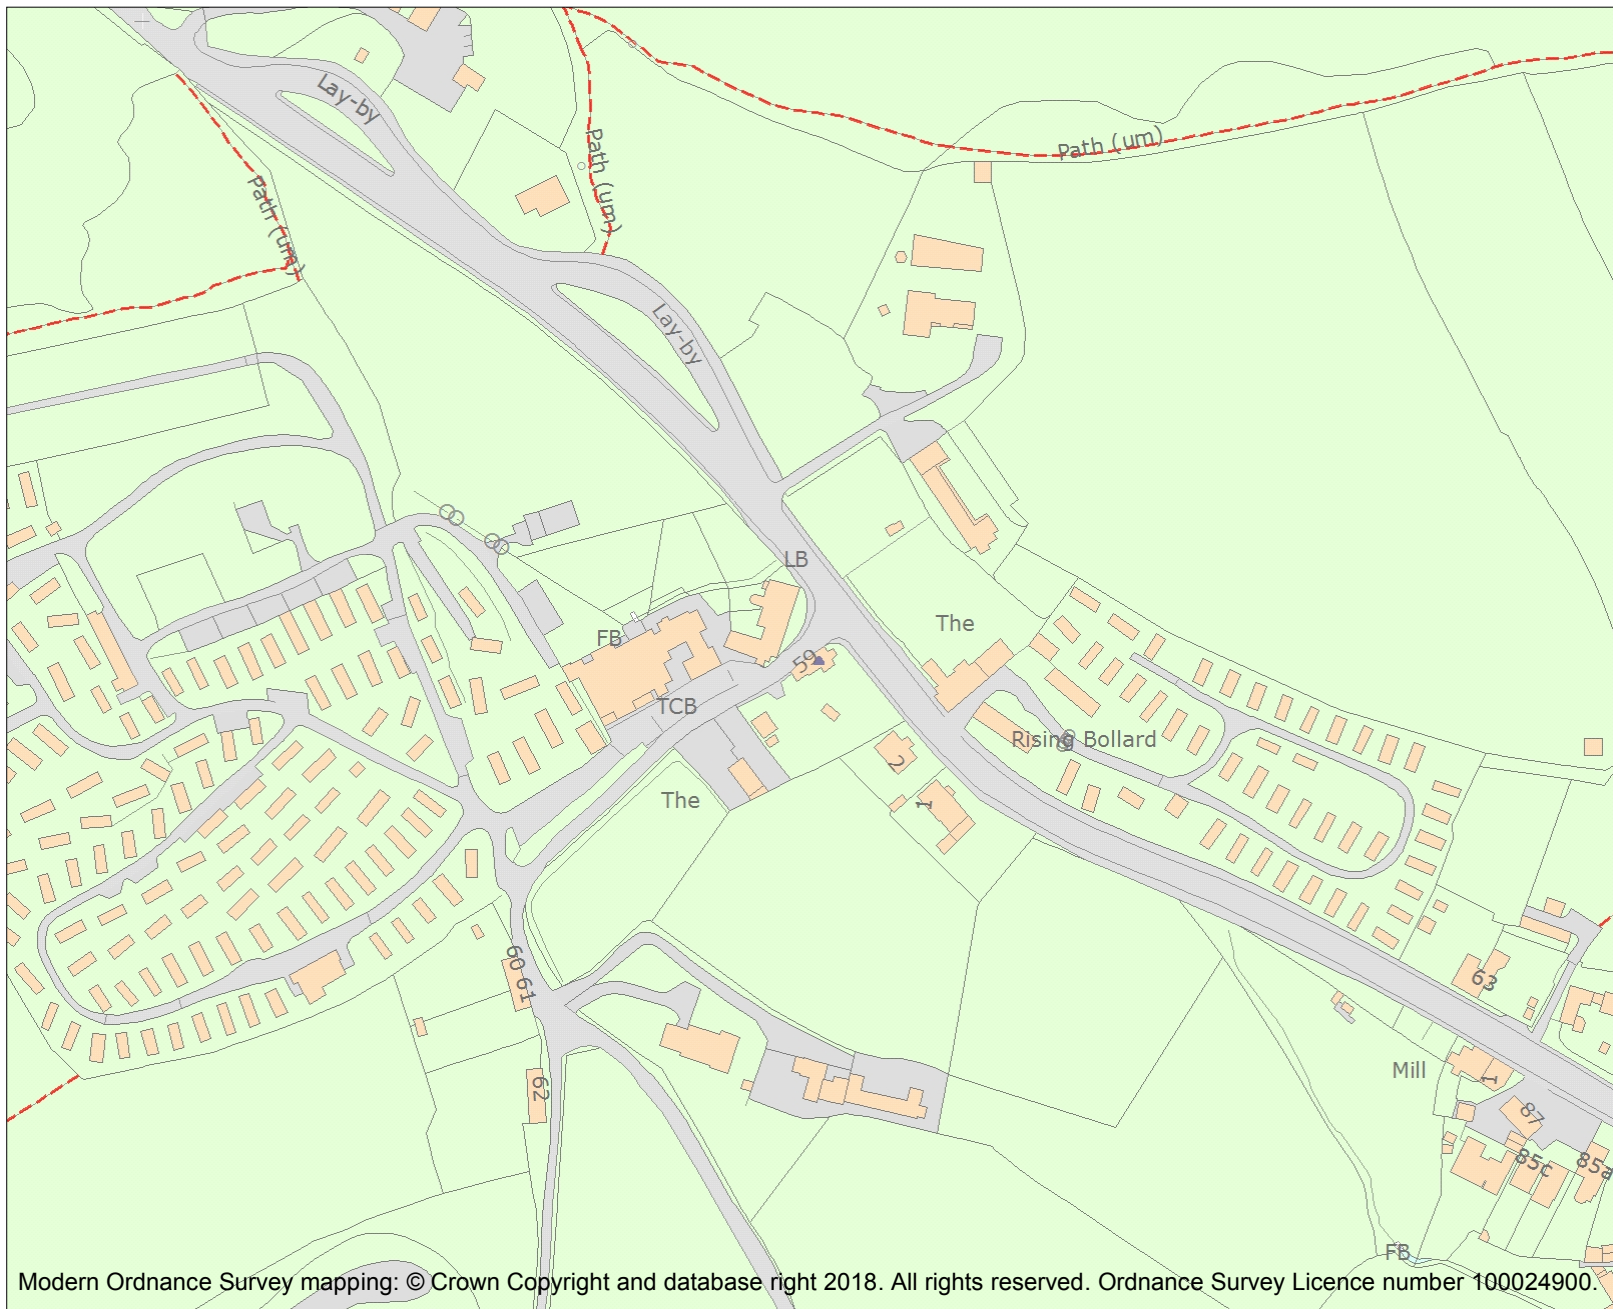 Lay-by
Path (um)
Path (um)
Path (um)
Lay-by
LB
The
FB
59
TCB
Rising Bollard
2
The
1
60 61
63
62
Mill
1
87
85c
85a
FB
Modern Ordnance Survey mapping: © Crown Copyright and database right 2018. All rights reserved. Ordnance Survey Licence number 100024900.